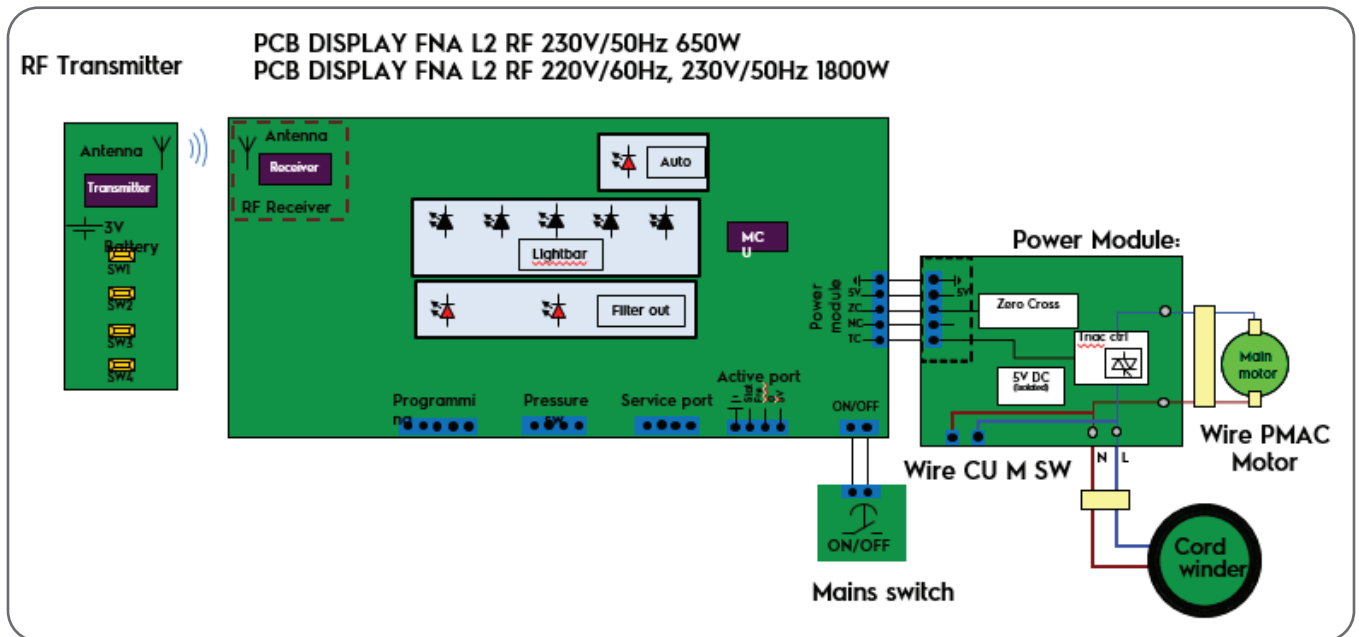 PCB DISPLAY FNA L2 RF 230V/50Hz 650W
PCB DISPLAY FNA L2 RF 220V/60Hz, 230V/50Hz 1800W
RF Transmitter
Antenna
Transmitter
3V
Battery
SW1
SW2
SW3
SW4
Antenna
Receiver
RF Receiver
Auto
Lightbar
Filter out
MC
U
Power
module
5V
ZC
NC
TC
Programmi
ng
Pressure
sw
Service port
Active port
Stat
5V
ON/OFF
ON/OFF
Mains switch
Power Module:
5V
Zero Cross
Triac ctrl
5V DC
(isolated)
N
L
Wire CU M SW
Main
motor
Wire PMAC
Motor
Cord
winder